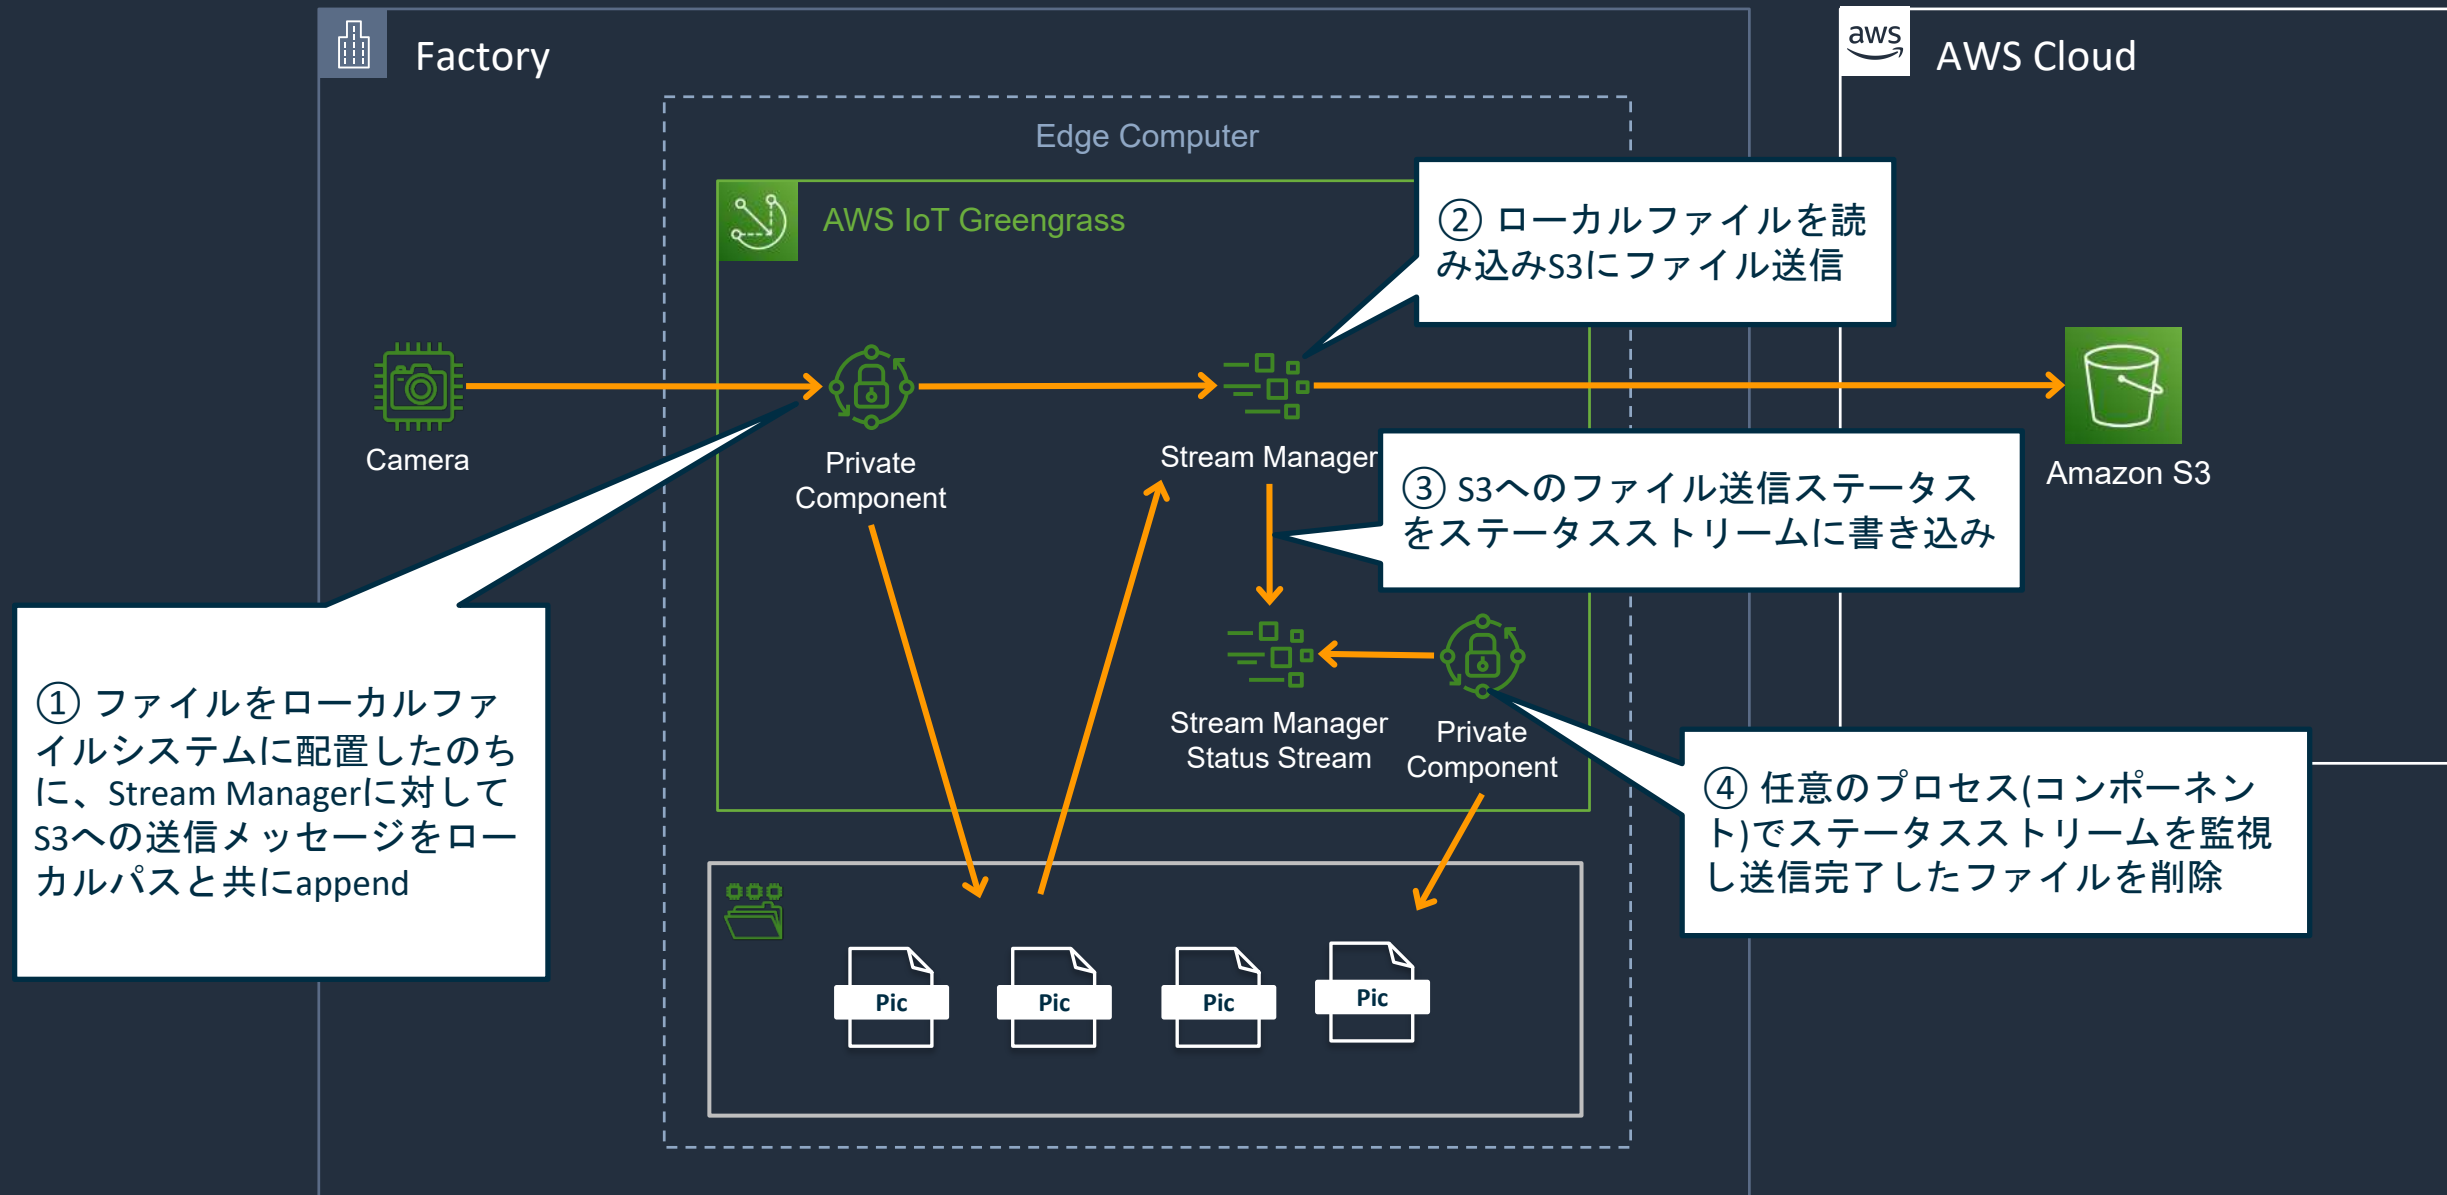 Factory
aws
AWS Cloud
Edge Computer
AWS IoT Greengrass
② ローカルファイルを読
み込みS3にファイル送信
Camera
Private
Component
Stream Manager
Amazon S3
③ S3へのファイル送信ステータス
をステータスストリームに書き込み
① ファイルをローカルファ
イルシステムに配置したのち
に、Stream Managerに対して
S3への送信メッセージをロー
カルパスと共にappend
Stream Manager
Status Stream
Private
Component
④ 任意のプロセス(コンポーネン
ト)でステータスストリームを監視
し送信完了したファイルを削除
Pic
Pic
Pic
Pic